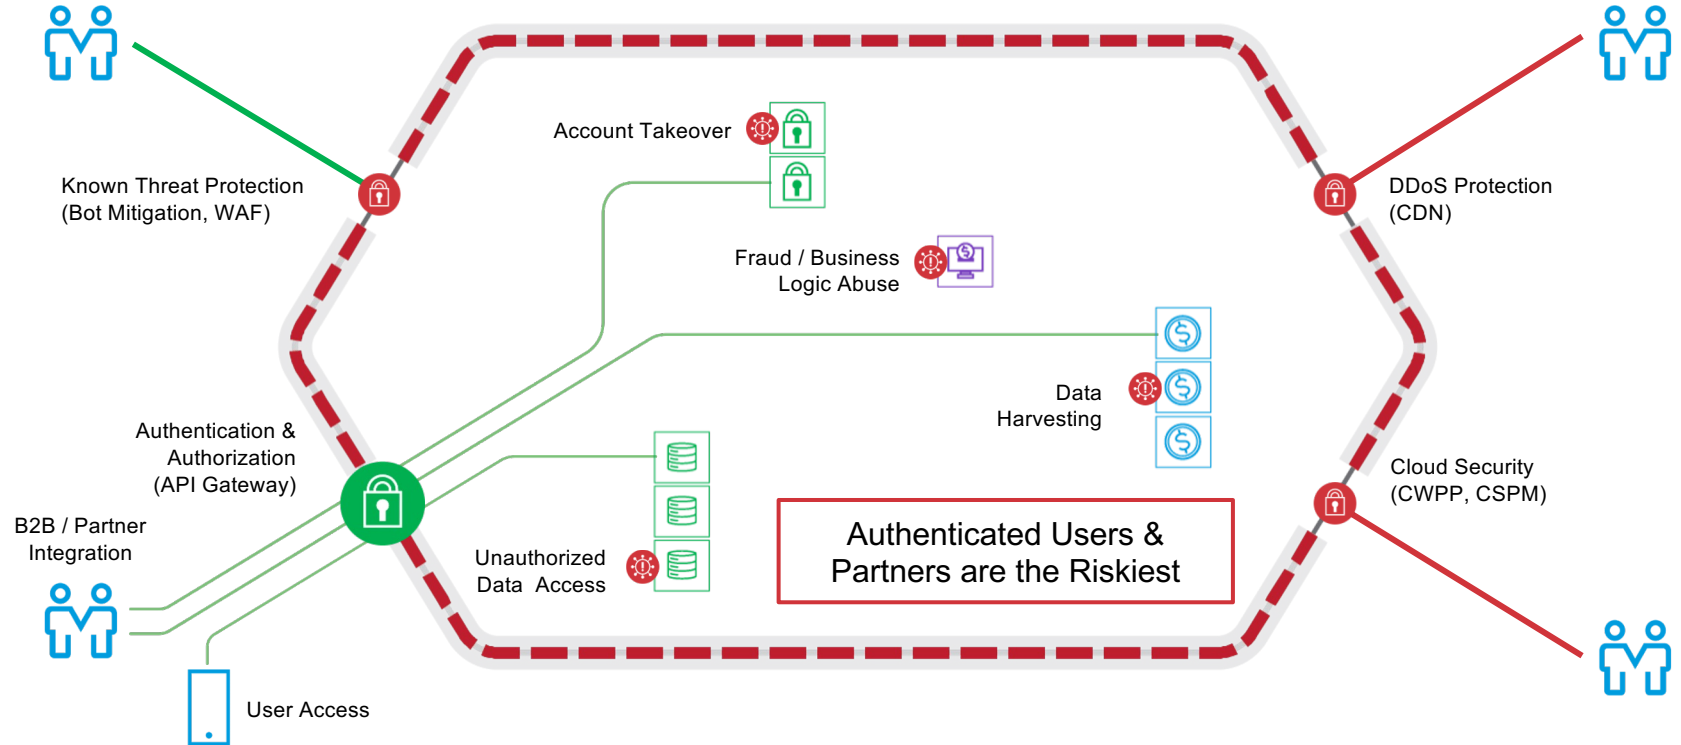 Account Takeover
Known Threat Protection
(Bot Mitigation, WAF)
DDoS Protection
(CDN)
Fraud / Business
Logic Abuse
Data
Harvesting
Authentication &
Authorization
(API Gateway)
Cloud Security
(CWPP, CSPM)
B2B / Partner
Integration
Unauthorized
Data Access
Authenticated Users &
Partners are the Riskiest
User Access